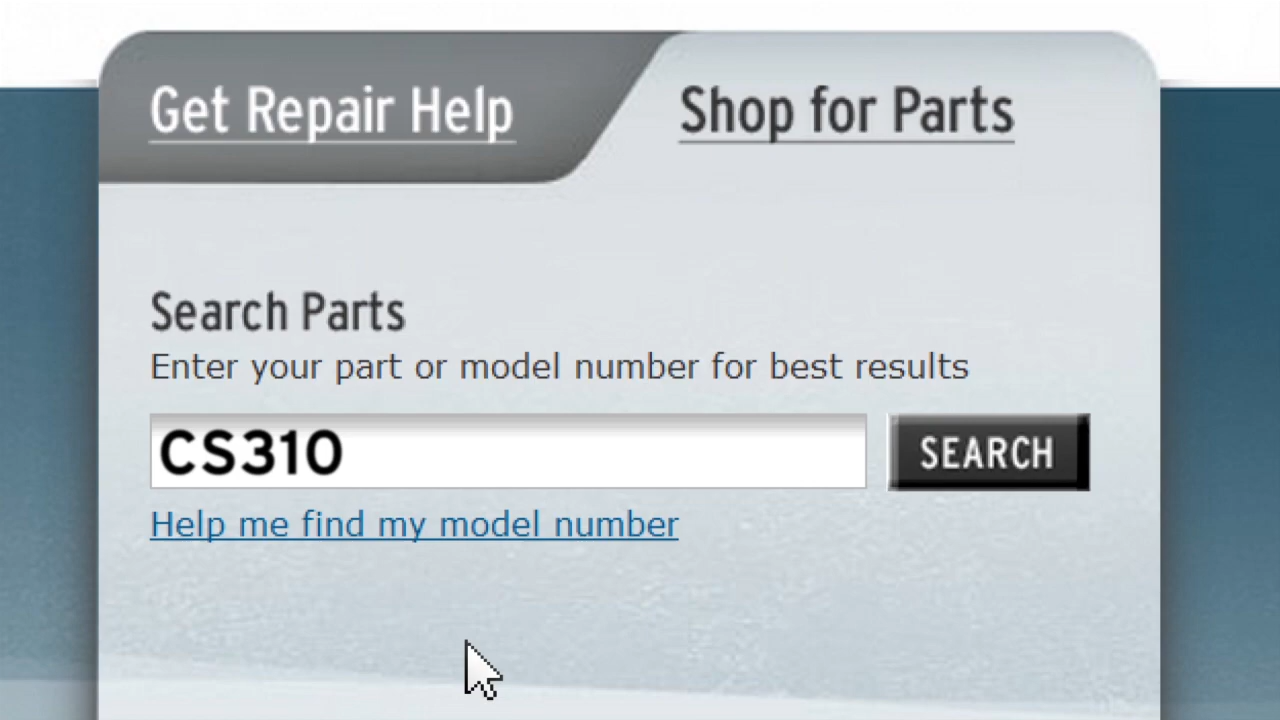 Get Repair Help
Shop for Parts
Search Parts
Enter your part or model number for best results
CS310
SEARCH
Help me find my model number